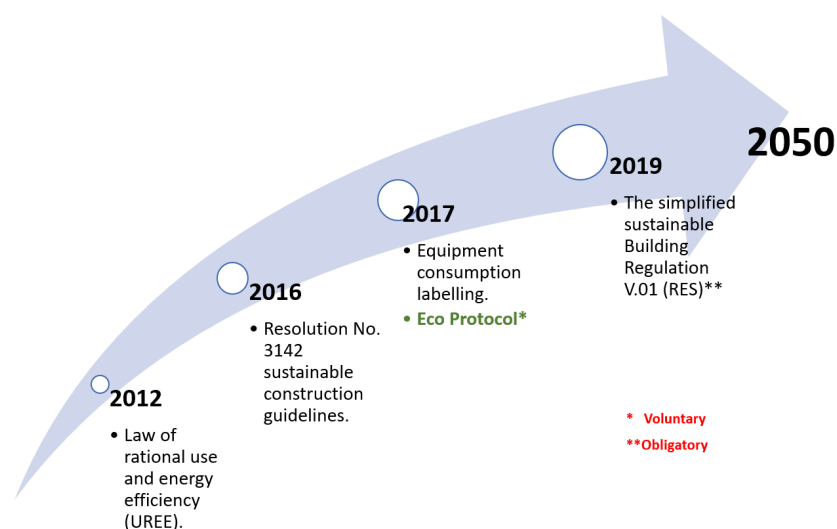 2012
• Law of
rational use
and energy
efficiency
(UREE).
2016
• Resolution No.
3142
sustainable
construction
guidelines.
2017
• Equipment
consumption
labelling.
• Eco Protocol*
2019
• The simplified
sustainable
Building
Regulation
V.01 (RES)**
2050
* Voluntary
**Obligatory